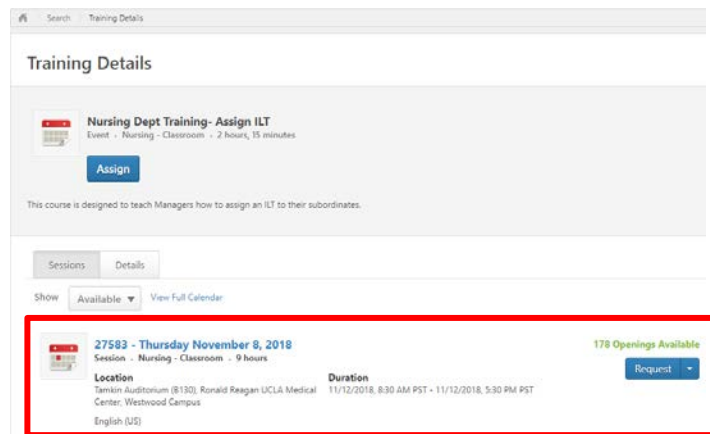 Search Training Details
Training Details
Nursing Dept Training- Assign ILT
Event - Nursing - Classroom - 2 hours, 15 minutes
Assign
This course is designed to teach Managers how to assign an ILT to their subordinates.
Sessions Details
Show Available View Full Calendar
27583 - Thursday November 8, 2018
178 Openings Available
Session - Nursing - Classroom - 9 hours
Request
Location Duration
Tamkin Auditorium (B130), Ronald Reagan UCLA Medical 11/12/2018, 8:30 AM PST - 11/12/2018, 5:30 PM PST
Center, Westwood Campus
English (US)